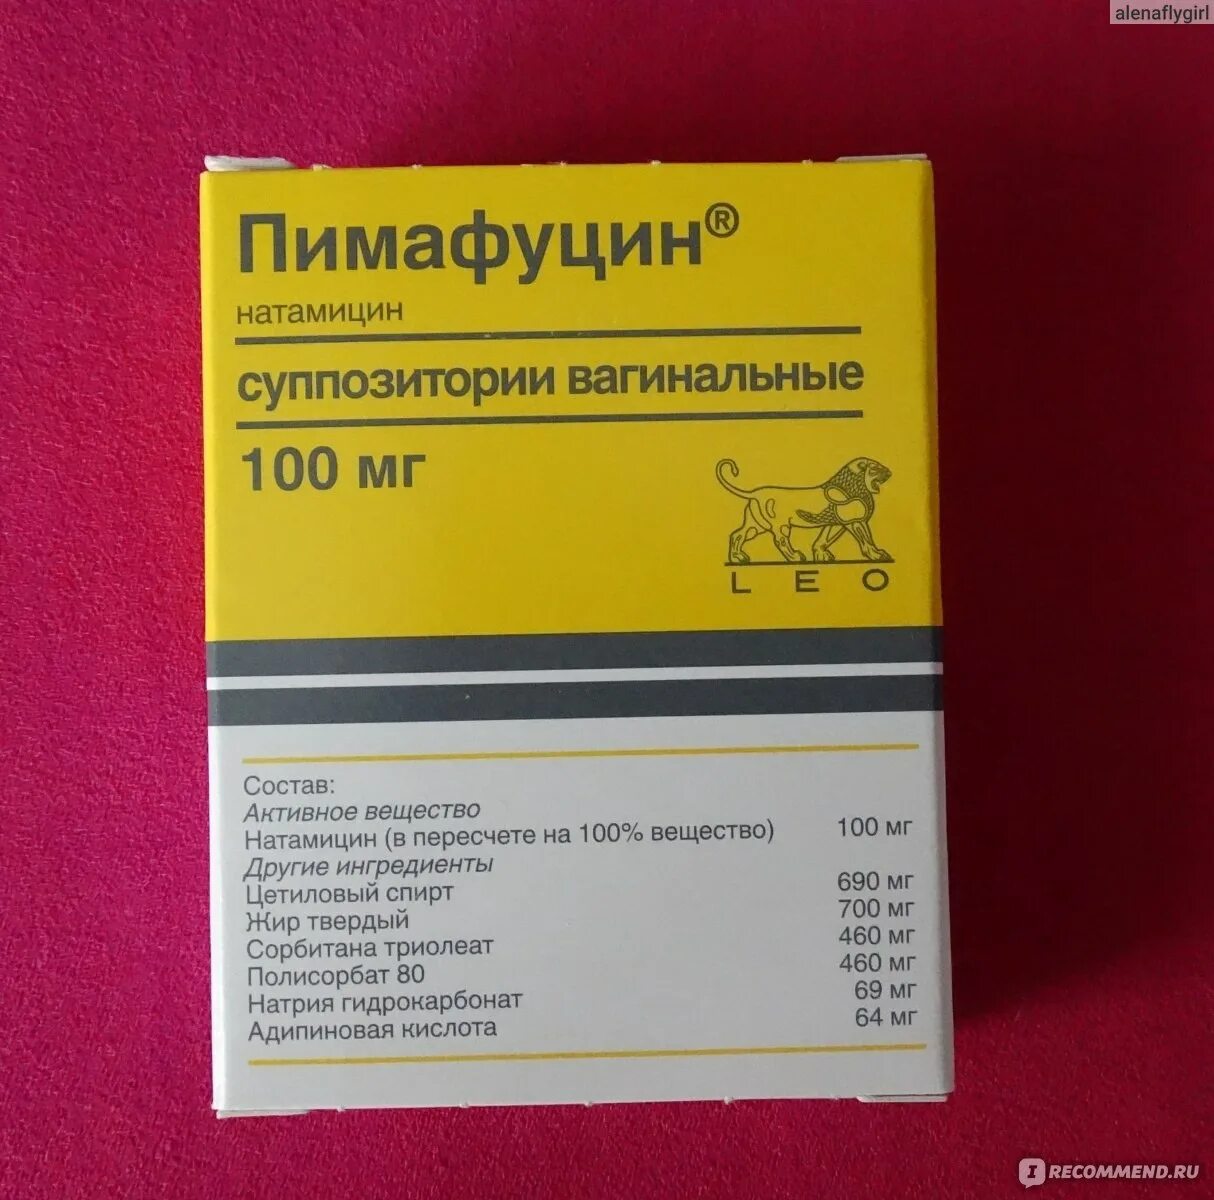 alenaflygirl
Пимафуцин®
натамицин
суппозитории вагинальные
100 мг
LEO
Состав:
Активное вещество
Натамицин (в пересчете на 100% вещество) 100 мг
Другие ингредиенты
Цетиловый спирт 690 мг
Жир твердый 700 мг
Сорбитана триолеат 460 мг
Полисорбат 80 460 мг
Натрия гидрокарбонат 69 мг
Адипиновая кислота 64 мг
IRECOMMEND.RU